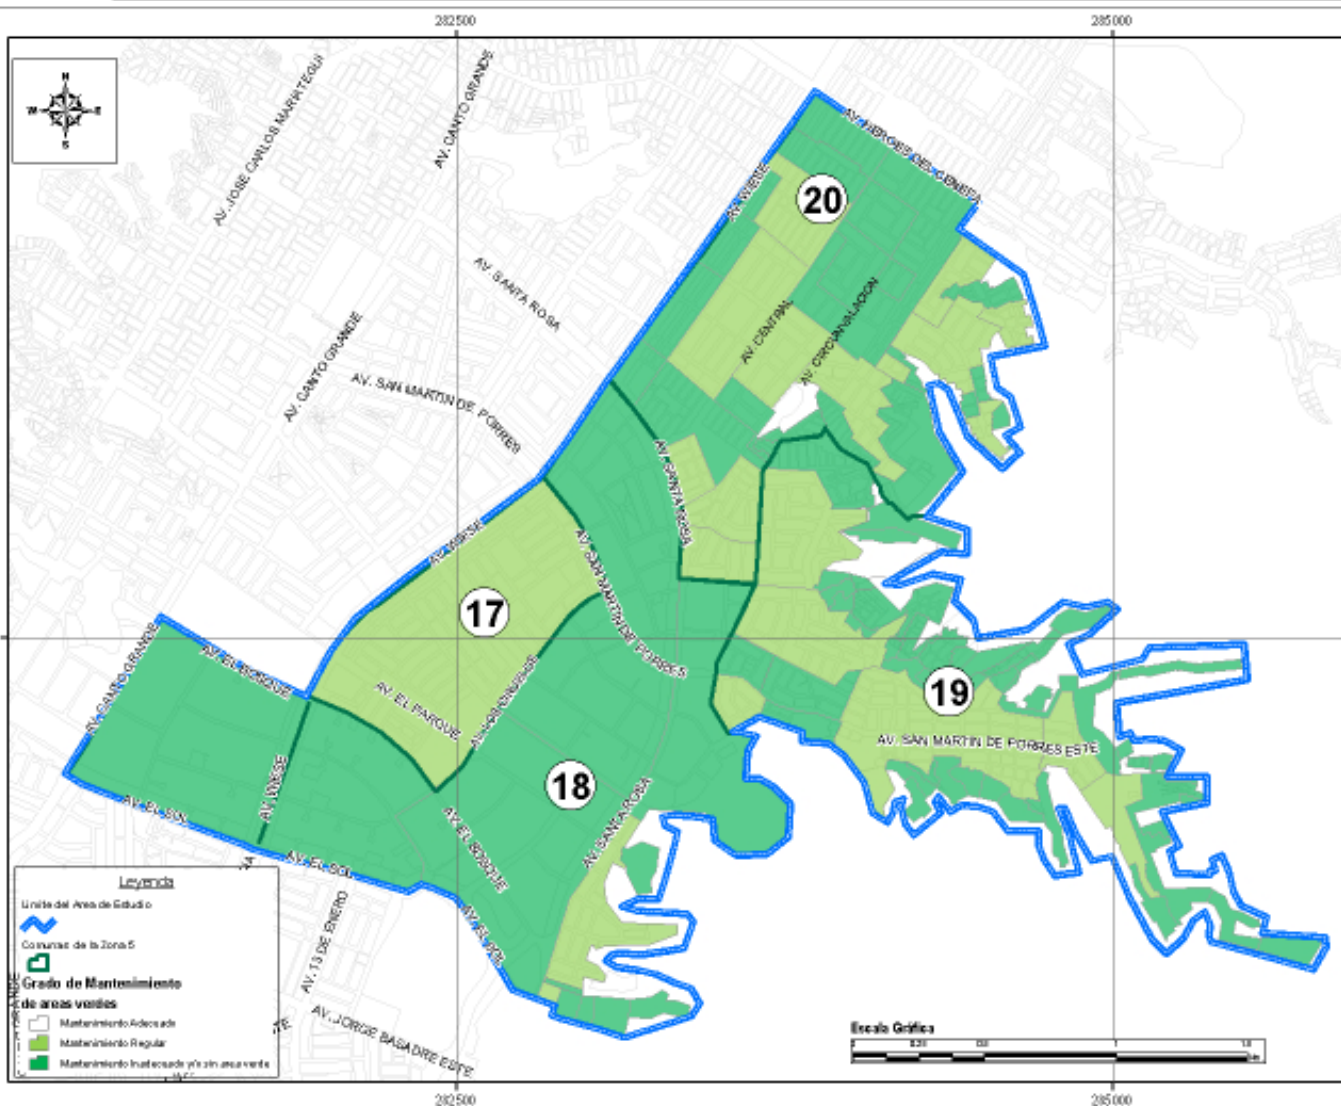 282500
285000
N
W
E
S
AV. JOSE CARLOS MARIATEGUI
AV. CANTO GRANDE
AV. HEROES DEL CENEPA
AV. WIESE
20
AV. SANTA ROSA
AV. CENTRAL
AV. CIRCUNVALACION
AV. CANTO GRANDE
AV. SAN MARTIN DE PORRES
AV. SANTA ROSA
AV. WIESE
AV. SAN MARTIN DE PORRES
17
AV. CANTO GRANDE
AV. EL BOSQUE
AV. EL PARQUE
19
AV. SAN MARTIN DE PORRES ESTE
AV. WIESE
18
AV. EL SOL
AV. SANTA ROSA
AV. EL BOSQUE
AV. EL SOL
AV. EL SOL
AV. 13 DE ENERO
AV. JORGE BASADRE ESTE
Leyenda
Limite del Area de Estudio
Comunas de la Zona 5
Grado de Mantenimiento
de areas verdes
Mantenimiento Adecuado
Mantenimiento Regular
Mantenimiento Inadecuado y/o sin area verde
Escala Gráfica
282500
285000